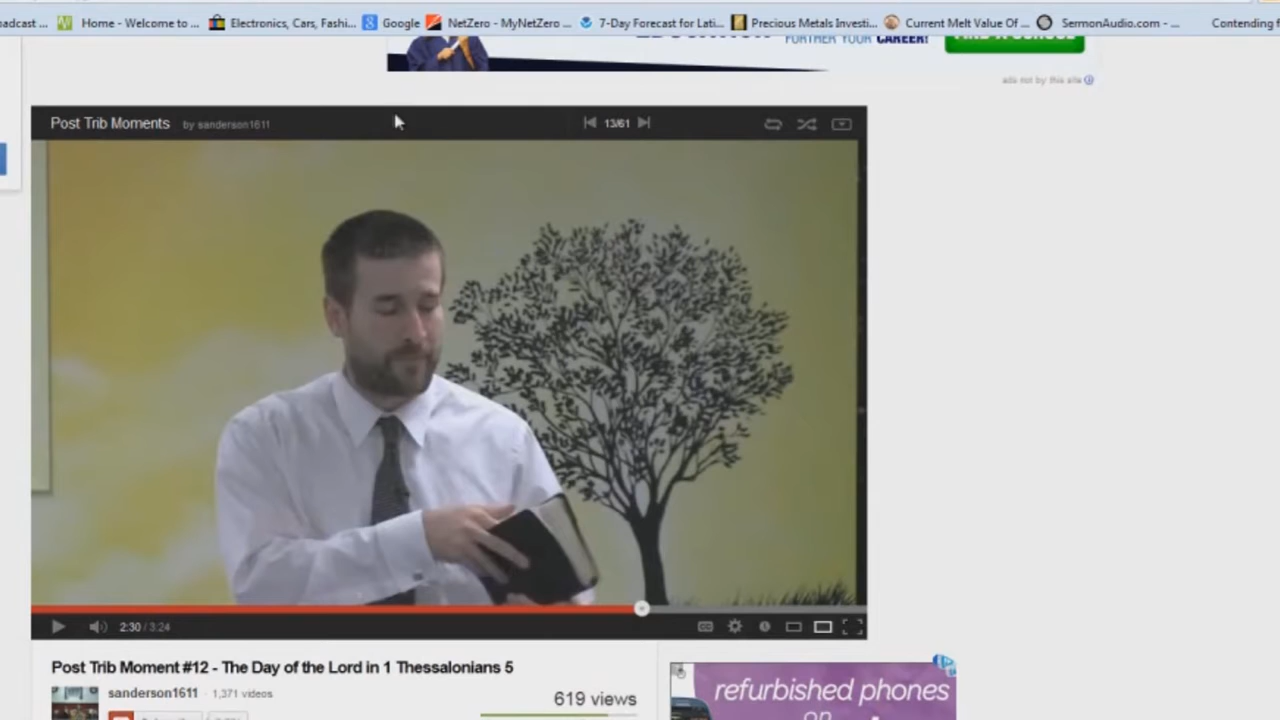 adcast ... Home - Welcome to ... Electronics, Cars, Fashi... Google NetZero - MyNetZero ... 7-Day Forecast for Lati... Precious Metals Investi... Current Melt Value Of ... SermonAudio.com - ... Contending f
FURTHER YOUR CAREER!
ads not by this site
Post Trib Moments by sanderson1611 13/61
2:30 / 3:24
Post Trib Moment #12 - The Day of the Lord in 1 Thessalonians 5
sanderson1611 · 1,371 videos
619 views
refurbished phones
on